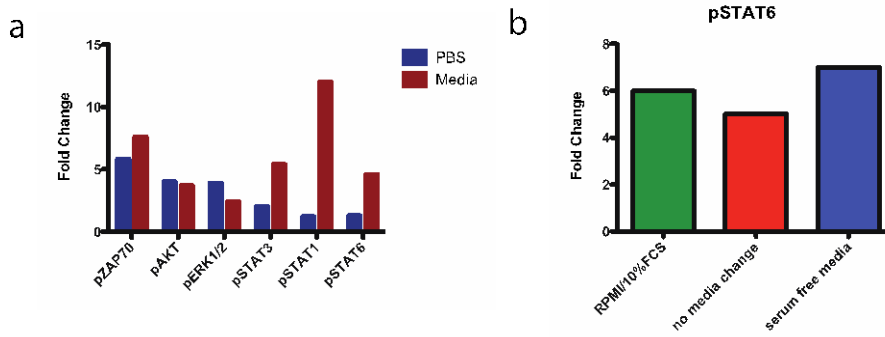 a
15
10
5
0
Fold Change
PBS
Media
pZAP70
pAKT
pERK1/2
pSTAT3
pSTAT1
pSTAT6
b
pSTAT6
8
6
4
2
0
Fold Change
RPMI/10%FCS
no media change
serum free media